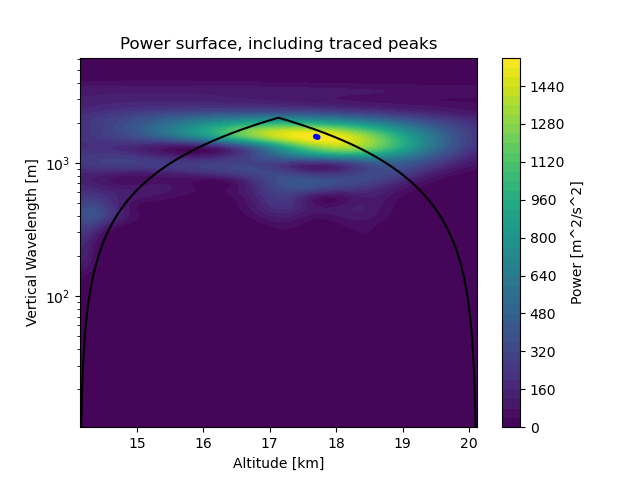 Power surface, including traced peaks
Vertical Wavelength [m]
10^3
10^2
15 16 17 18 19 20
Altitude [km]
1440
1280
1120
960
800
640
480
320
160
0
Power [m^2/s^2]